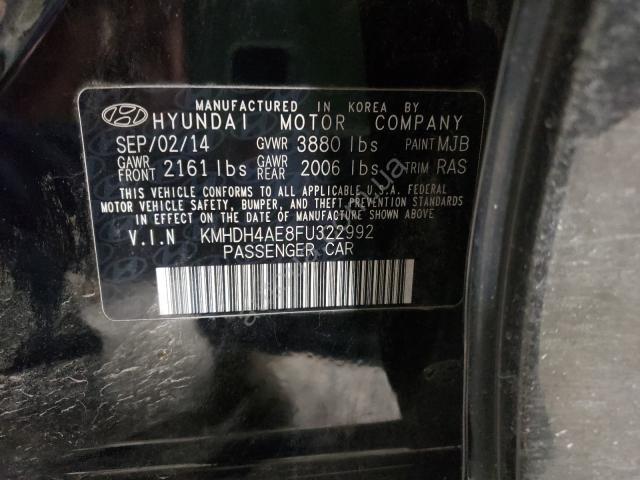 MANUFACTURED IN KOREA BY
HYUNDAI MOTOR COMPANY
SEP/02/14 GVWR 3880 lbs PAINT MJB
GAWR FRONT 2161 lbs GAWR REAR 2006 lbs TRIM RAS
THIS VEHICLE CONFORMS TO ALL APPLICABLE U.S.A. FEDERAL
MOTOR VEHICLE SAFETY, BUMPER, AND THEFT PREVENTION STANDARDS
IN EFFECT ON THE DATE OF MANUFACTURE SHOWN ABOVE.
V.I.N KMHDH4AE8FU322992
PASSENGER CAR